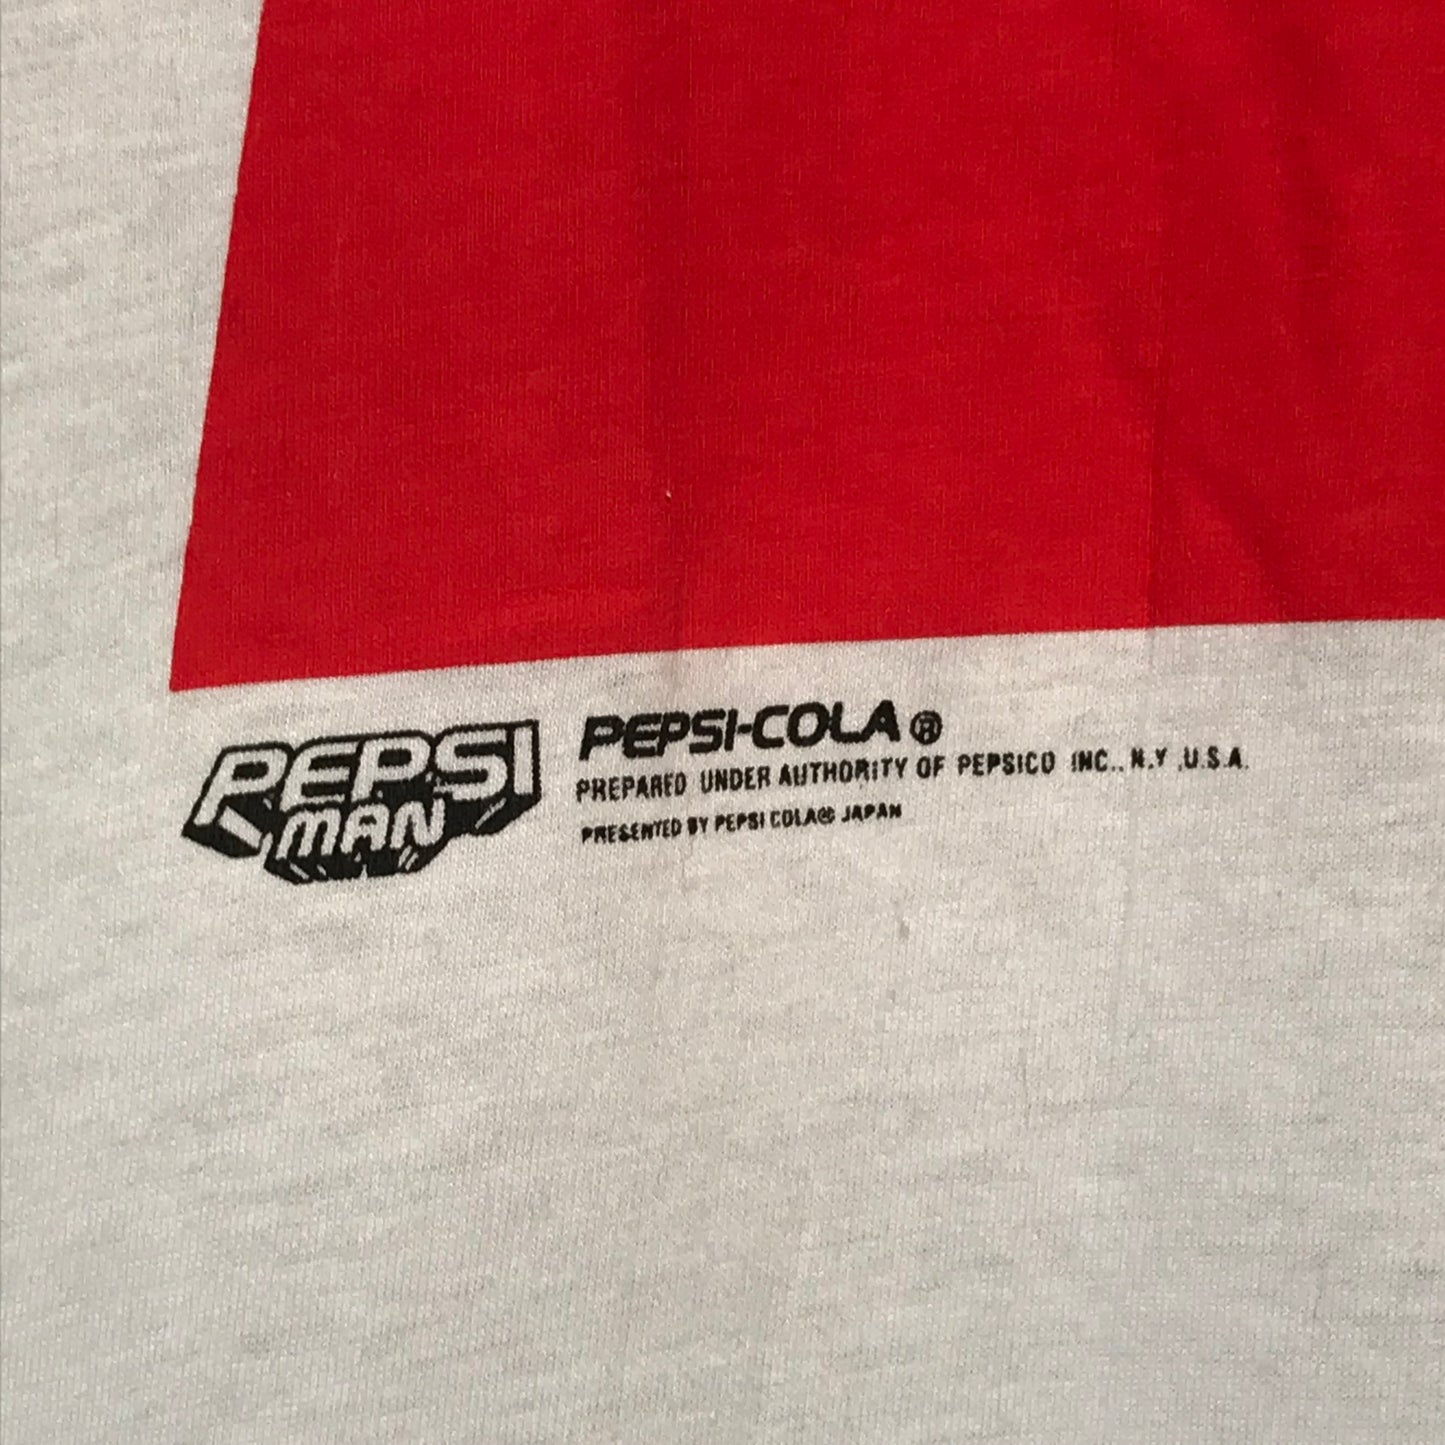 PEPSI
MAN
PEPSI-COLA®
PREPARED UNDER AUTHORITY OF PEPSICO INC., N.Y ,U.S.A.
PRESENTED BY PEPSI COLA® JAPAN